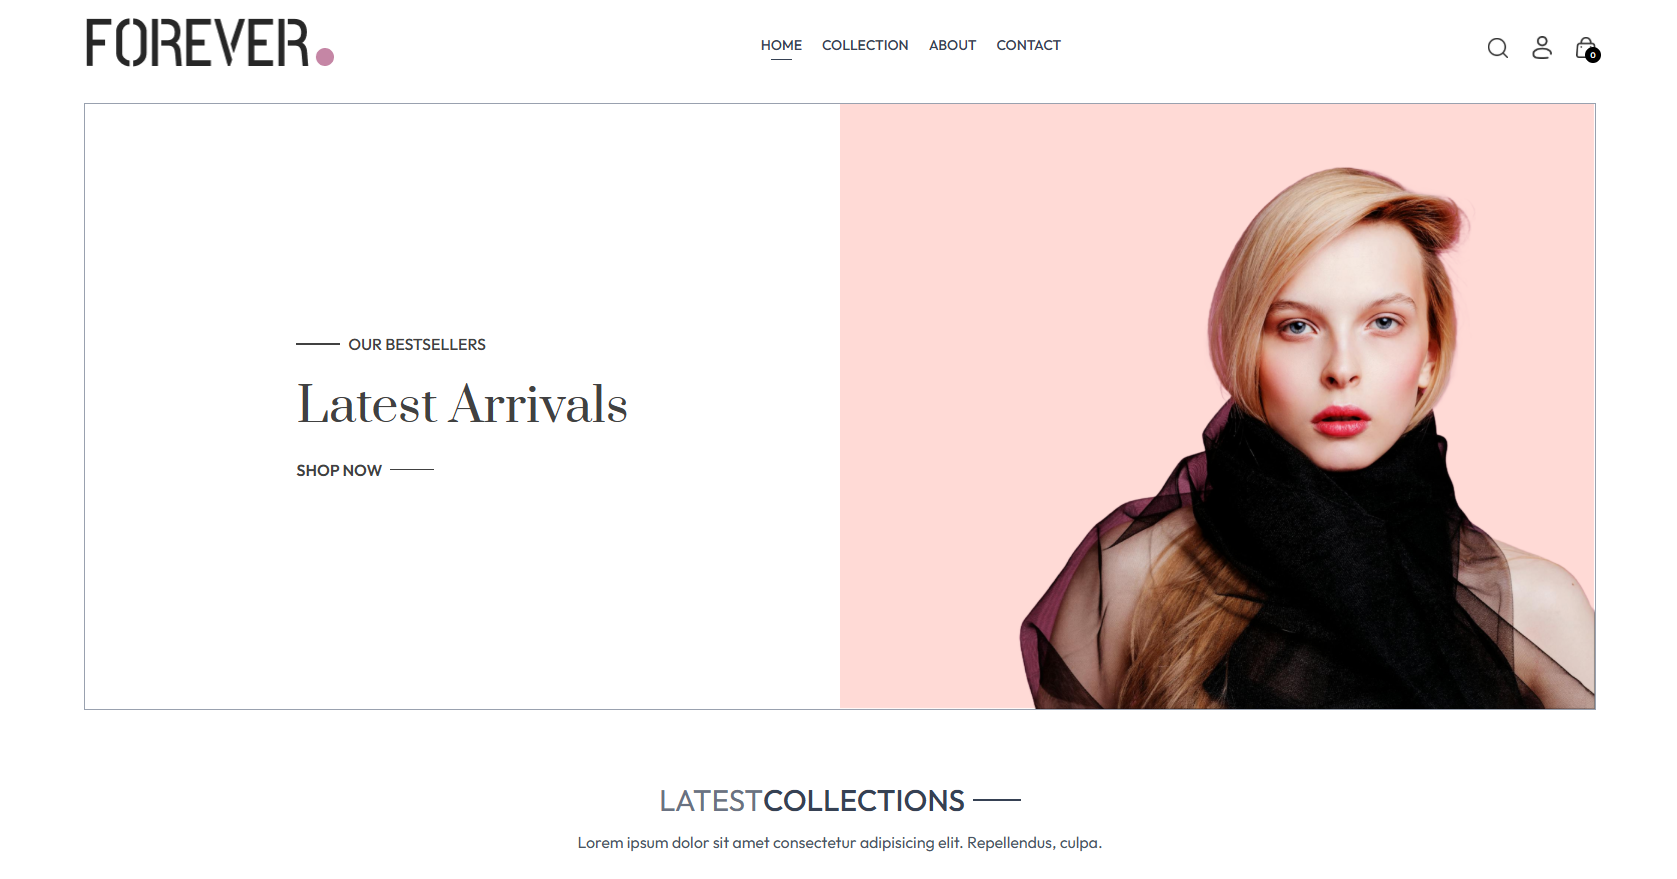 FOREVER.
HOME COLLECTION ABOUT CONTACT
0
OUR BESTSELLERS
Latest Arrivals
SHOP NOW
LATESTCOLLECTIONS
Lorem ipsum dolor sit amet consectetur adipisicing elit. Repellendus, culpa.